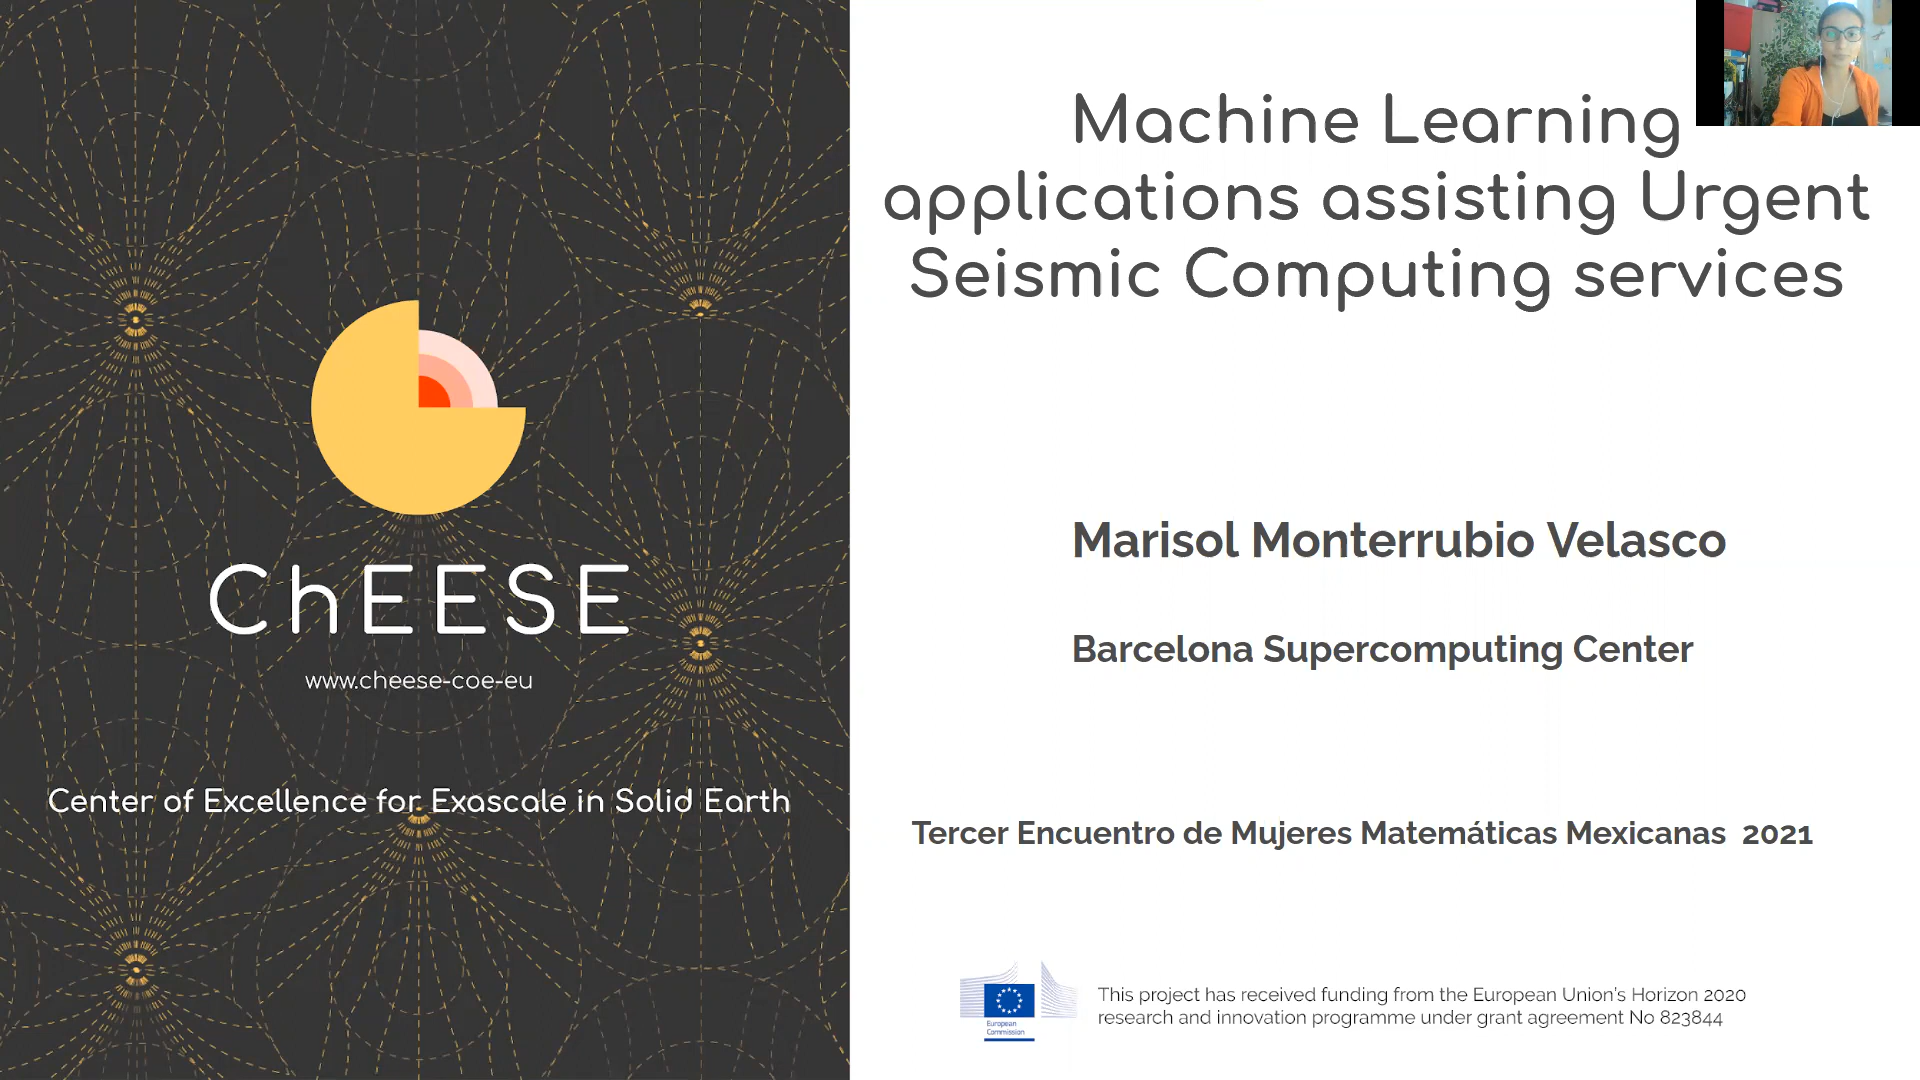 ChEESE
www.cheese-coe-eu
Center of Excellence for Exascale in Solid Earth
Machine Learning
applications assisting Urgent
Seismic Computing services
Marisol Monterrubio Velasco
Barcelona Supercomputing Center
Tercer Encuentro de Mujeres Matemáticas Mexicanas 2021
European
Commission
This project has received funding from the European Union's Horizon 2020
research and innovation programme under grant agreement No 823844